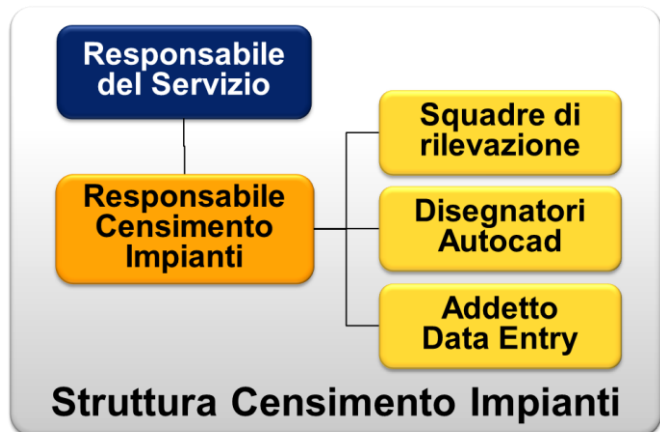 Responsabile
del Servizio
Responsabile
Censimento
Impianti
Squadre di
rilevazione
Disegnatori
Autocad
Addetto
Data Entry
Struttura Censimento Impianti